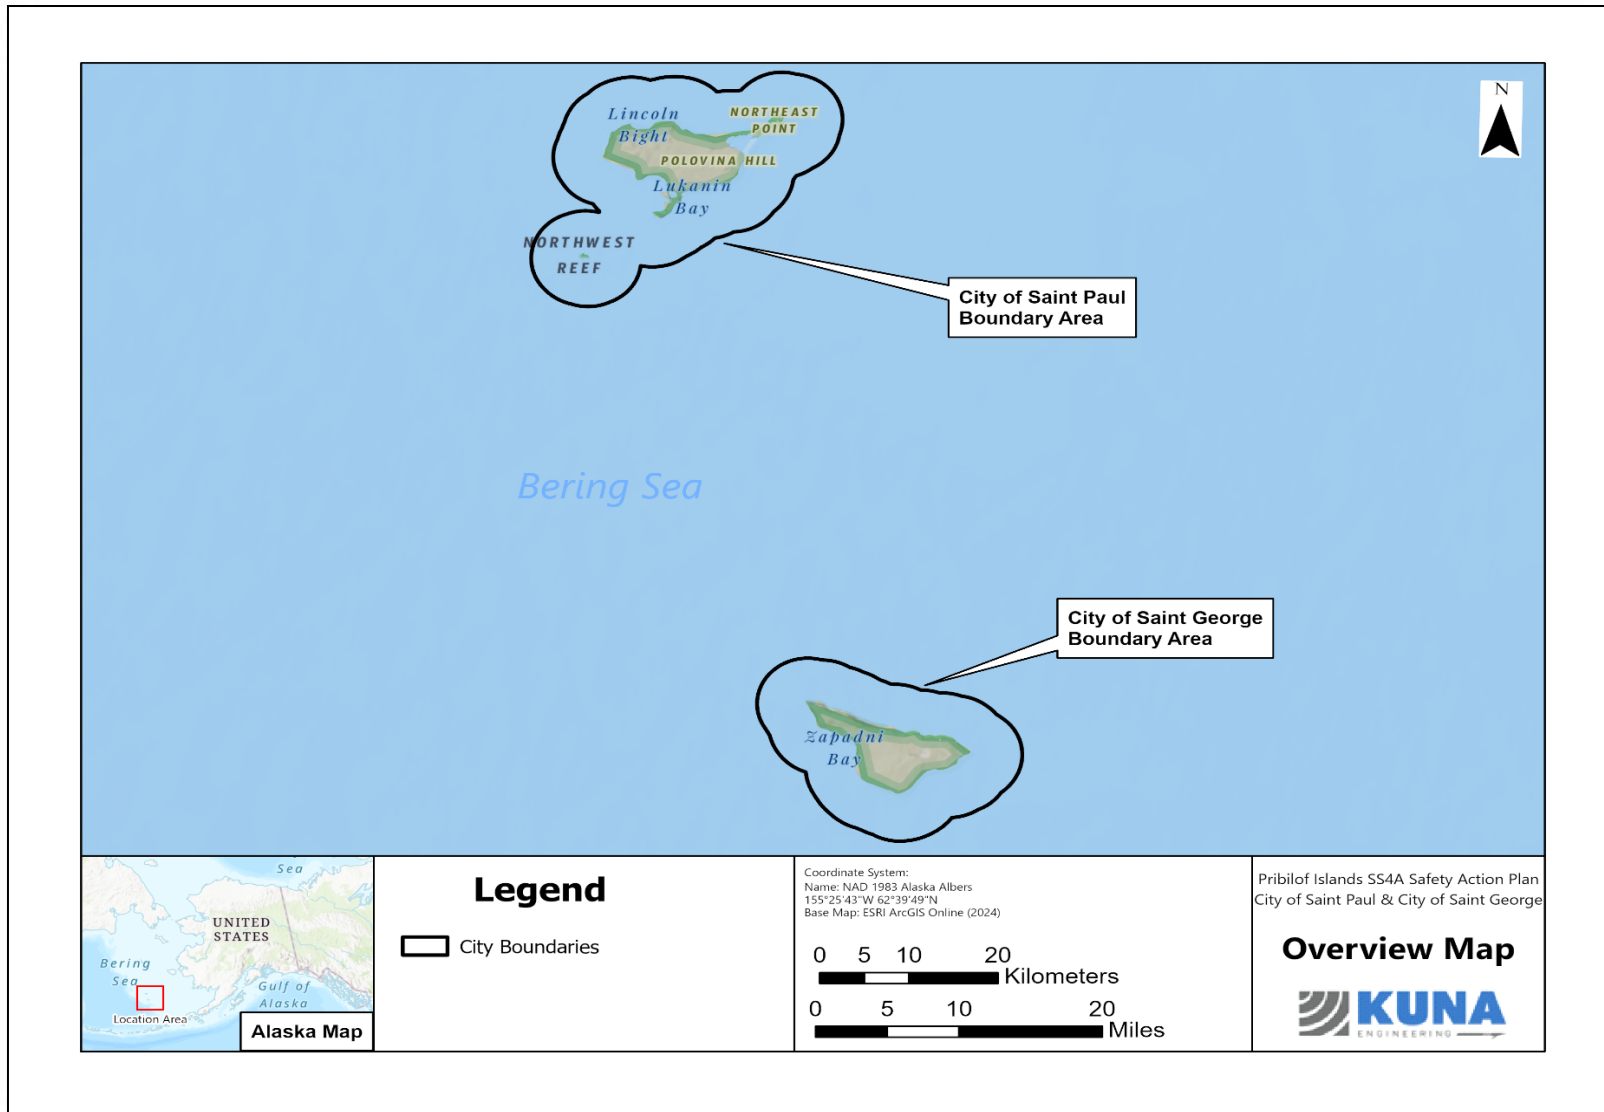 N
Lincoln
Bight
NORTHEAST
POINT
POLOVINA HILL
Lukanin
Bay
NORTHWEST
REEF
City of Saint Paul
Boundary Area
Bering Sea
City of Saint George
Boundary Area
Zapadni
Bay
Sea
UNITED
STATES
Bering
Sea
Gulf of
Alaska
Location Area
Alaska Map
Legend
City Boundaries
Coordinate System:
Name: NAD 1983 Alaska Albers
155°25'43"W 62°39'49"N
Base Map: ESRI ArcGIS Online (2024)
0 5 10 20
Kilometers
0 5 10 20
Miles
Pribilof Islands SS4A Safety Action Plan
City of Saint Paul & City of Saint George
Overview Map
KUNA
ENGINEERING